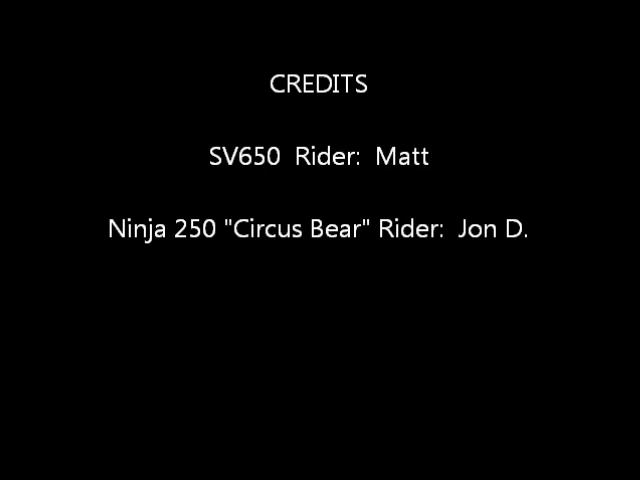 CREDITS
SV650  Rider:  Matt
Ninja 250 "Circus Bear" Rider:  Jon D.